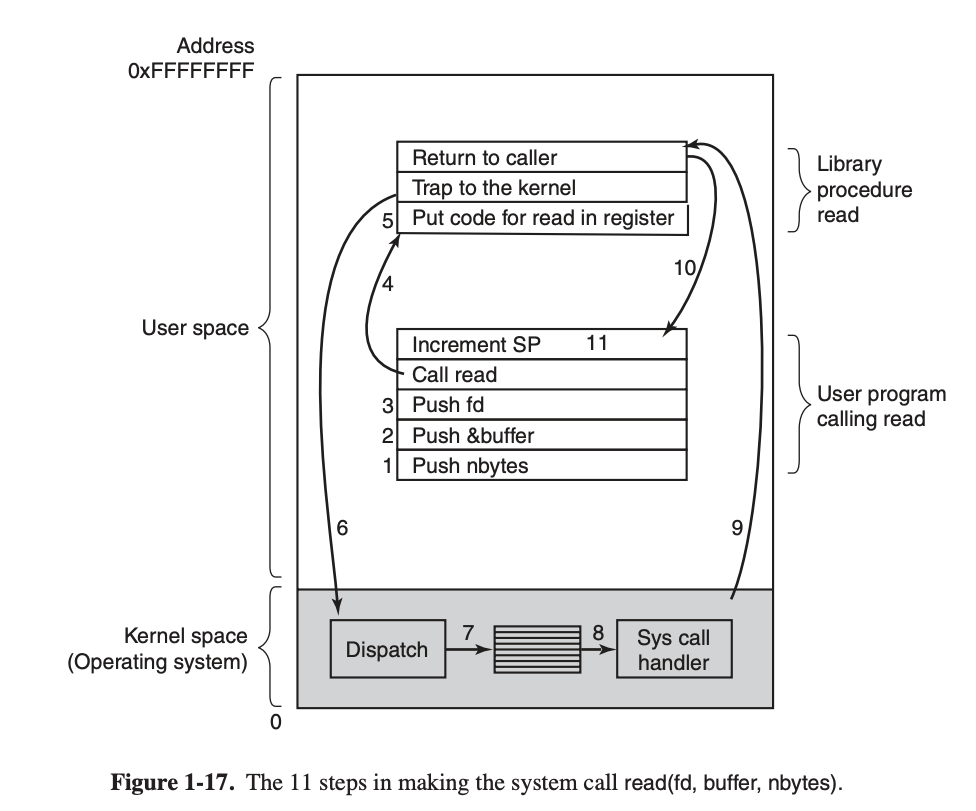 Address
0xFFFFFFFF
Return to caller
Trap to the kernel
5 Put code for read in register
Library
procedure
read
4
10
User space
Increment SP 11
Call read
3 Push fd
2 Push &buffer
1 Push nbytes
User program
calling read
6
9
Kernel space
(Operating system)
Dispatch
7
8
Sys call
handler
0
Figure 1-17. The 11 steps in making the system call read(fd, buffer, nbytes).